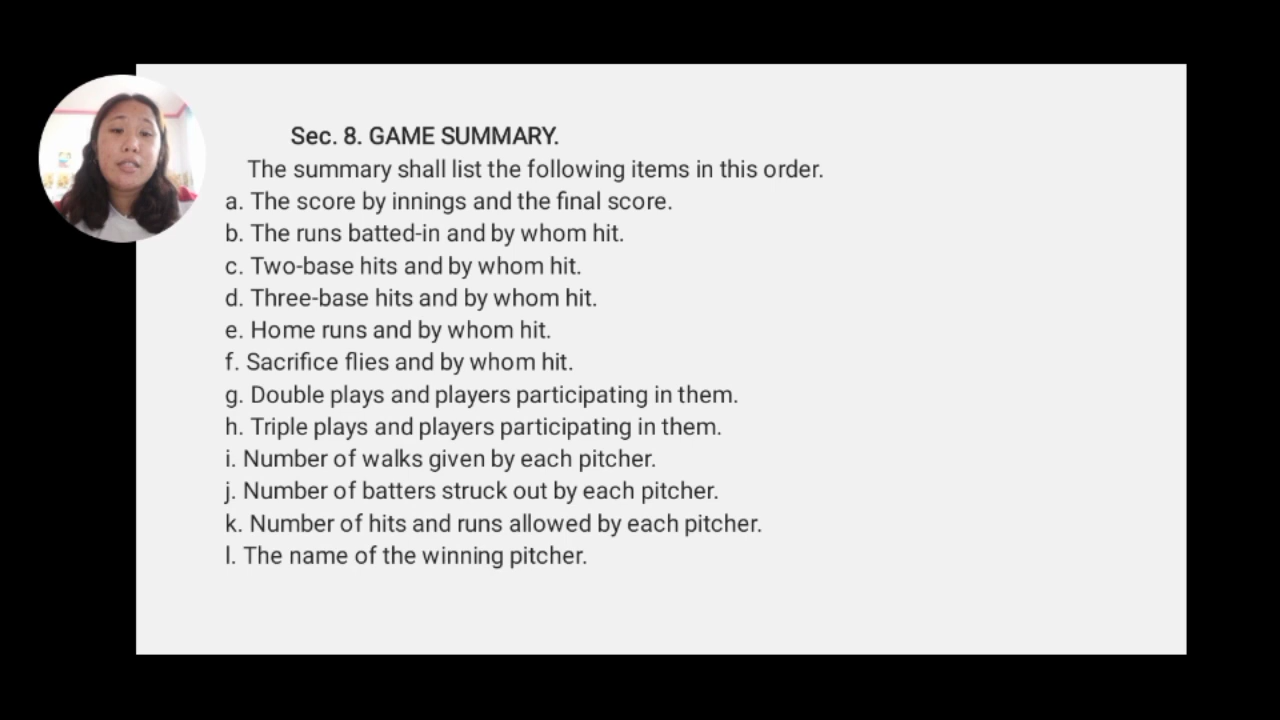 Sec. 8. GAME SUMMARY.
The summary shall list the following items in this order.
a. The score by innings and the final score.
b. The runs batted-in and by whom hit.
c. Two-base hits and by whom hit.
d. Three-base hits and by whom hit.
e. Home runs and by whom hit.
f. Sacrifice flies and by whom hit.
g. Double plays and players participating in them.
h. Triple plays and players participating in them.
i. Number of walks given by each pitcher.
j. Number of batters struck out by each pitcher.
k. Number of hits and runs allowed by each pitcher.
l. The name of the winning pitcher.